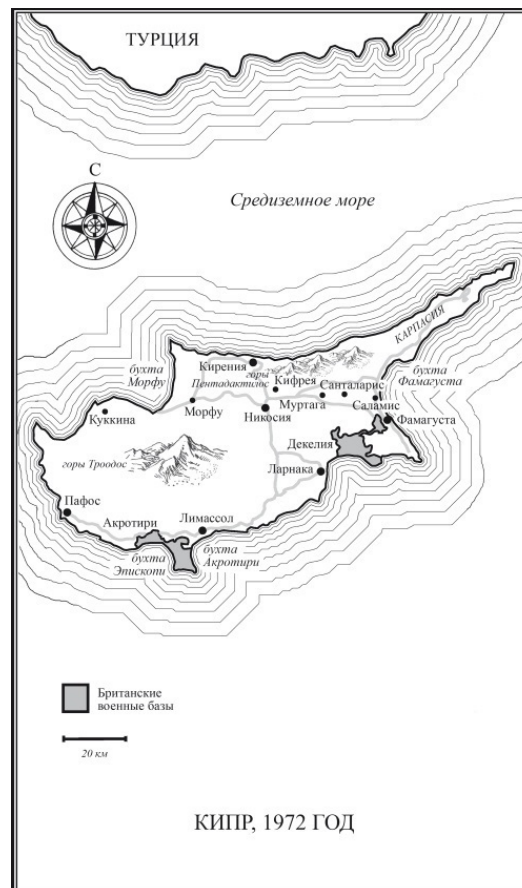 ТУРЦИЯ
С
Средиземное море
КАРПАСИЯ
бухта
Морфу
Кирения
горы
Пентадактилос
Кифрея
Санталарис
бухта
Фамагуста
Куккина
Морфу
Никосия
Муртага
Саламис
Фамагуста
Декелия
горы Троодос
Ларнака
Пафос
Акротири
Лимассол
бухта
Эпископи
бухта
Акротири
Британские
военные базы
20 км
КИПР, 1972 ГОД